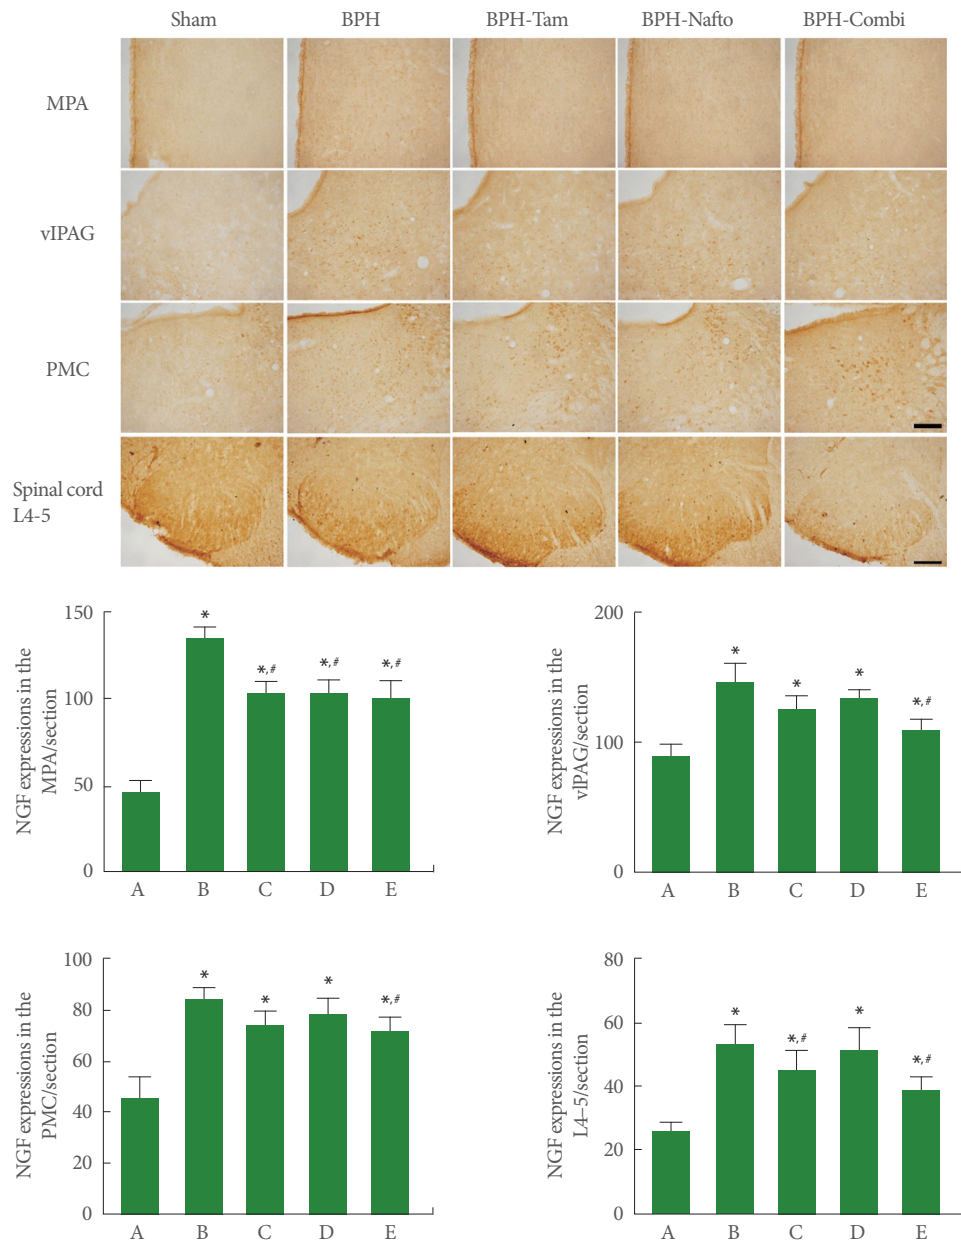 Sham BPH BPH-Tam BPH-Nafto BPH-Combi
MPA
vlPAG
PMC
Spinal cord
L4-5
NGF expressions in the
MPA/section
150
100
50
0
* *,# *,# *,#
A B C D E
NGF expressions in the
vlPAG/section
200
100
0
* * * *,#
A B C D E
NGF expressions in the
PMC/section
100
80
60
40
20
0
* * * *,#
A B C D E
NGF expressions in the
L4–5/section
80
60
40
20
0
* *,# * *,#
A B C D E